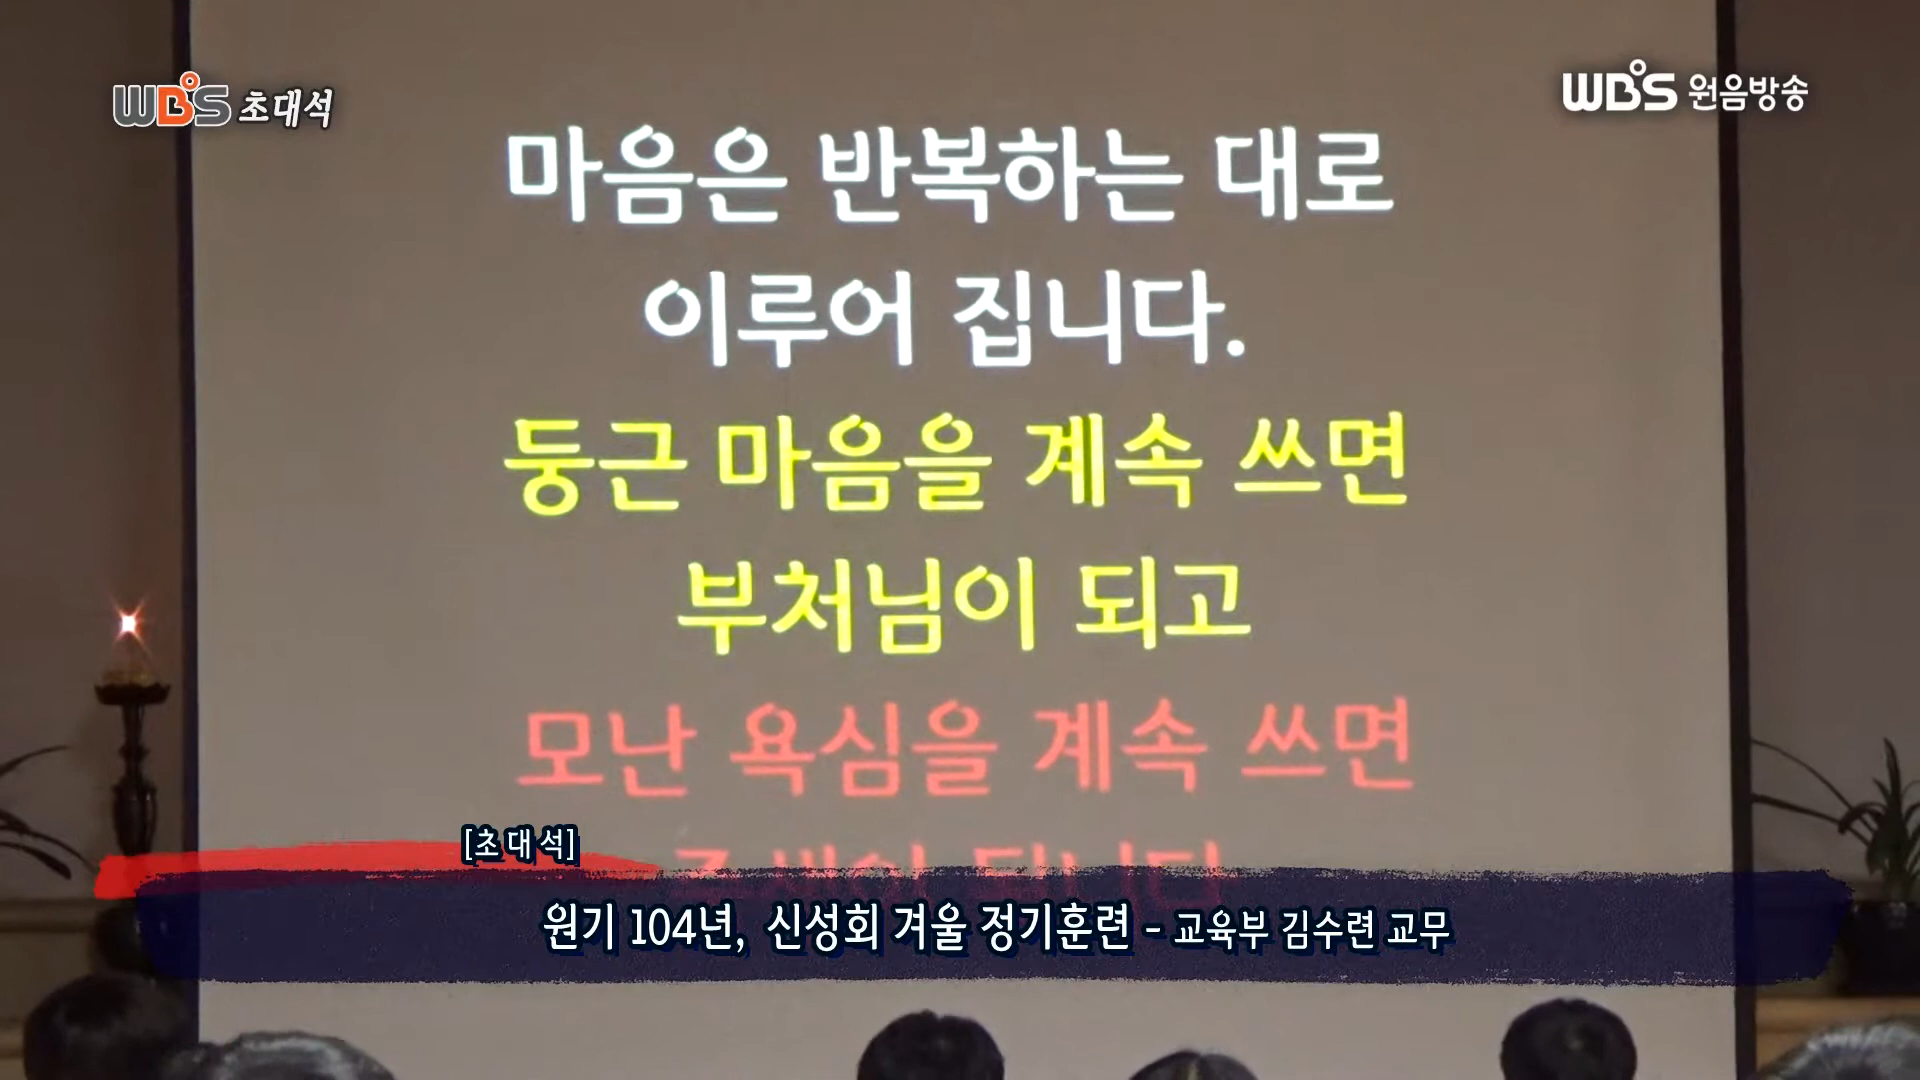 WBS 초대석
WBS 원음방송
마음은 반복하는 대로
이루어 집니다.
둥근 마음을 계속 쓰면
부처님이 되고
모난 욕심을 계속 쓰면
[초대석]
원기 104년, 신성회 겨울 정기훈련 - 교육부 김수련 교무